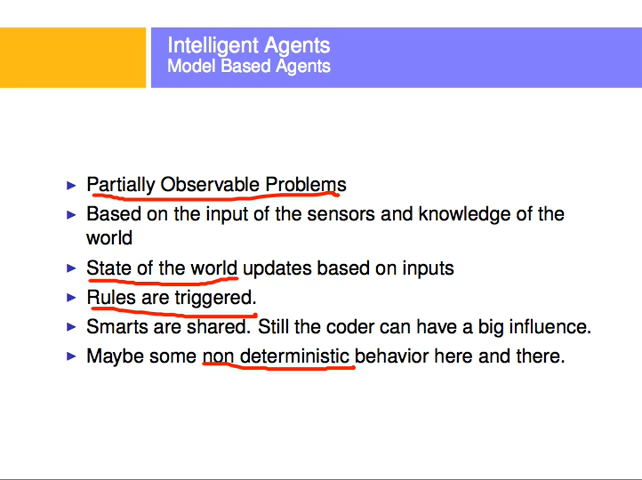 Intelligent Agents
Model Based Agents
Partially Observable Problems
Based on the input of the sensors and knowledge of the
world
State of the world updates based on inputs
Rules are triggered.
Smarts are shared. Still the coder can have a big influence.
Maybe some non deterministic behavior here and there.